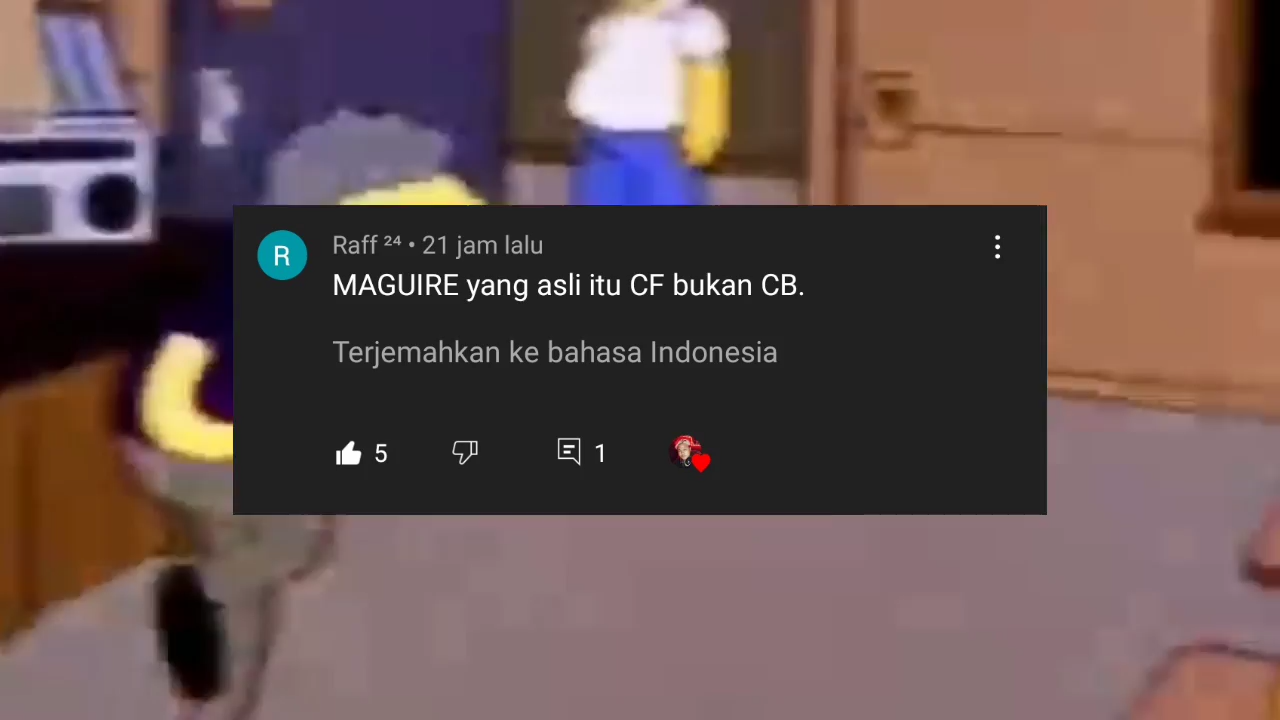 R
Raff ²⁴ • 21 jam lalu
MAGUIRE yang asli itu CF bukan CB.
Terjemahkan ke bahasa Indonesia
5
1